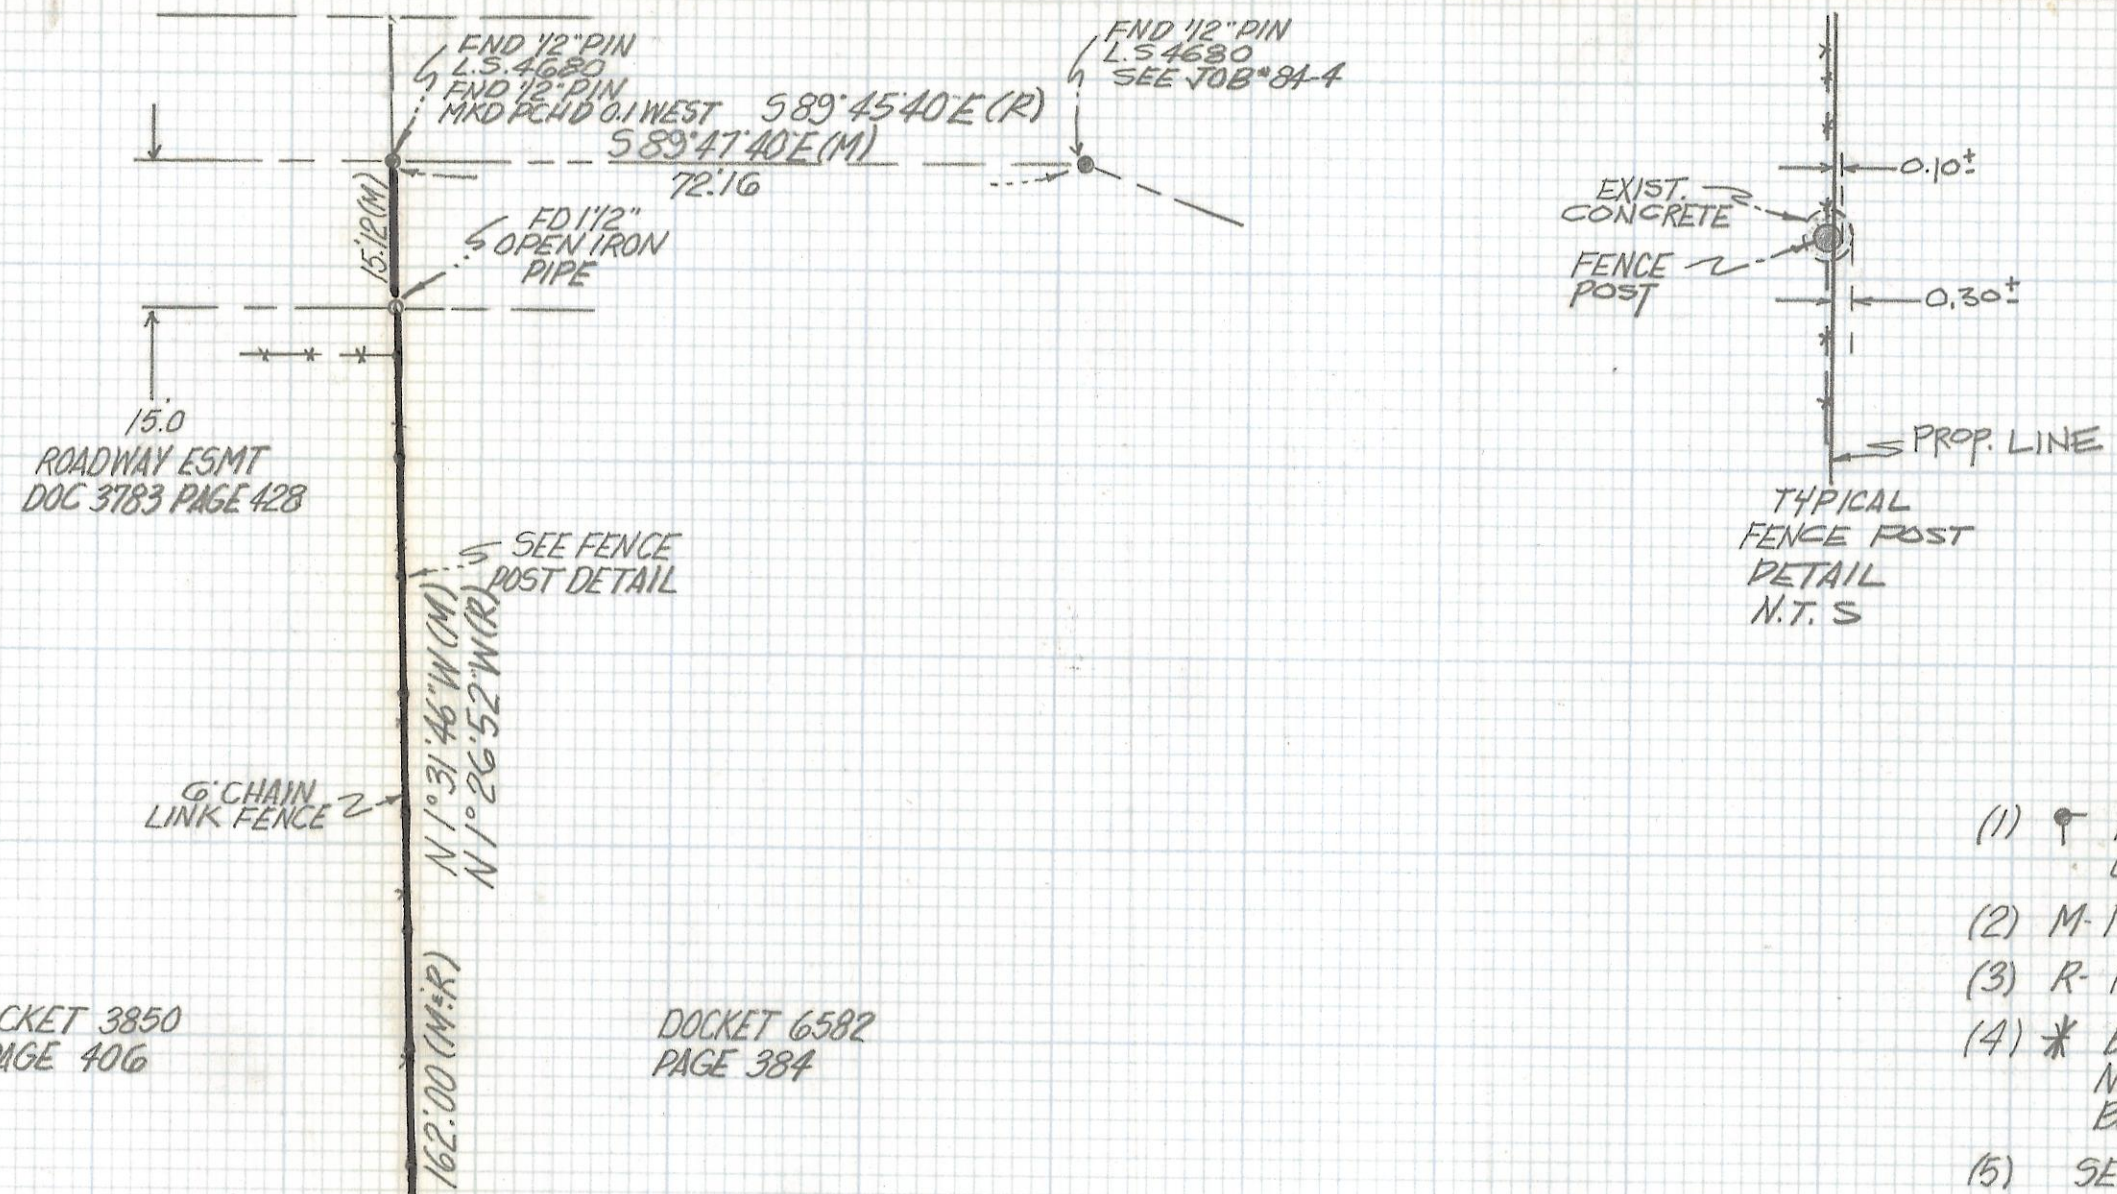 FND 1/2" PIN
L.S. 4680
FND 1/2" PIN
MKD PCHD 0.1 WEST
S 89°45'40" E (R)
S 89°47'40" E (M)
72.16
FND 1/2" PIN
L.S 4680
SEE JOB # 84-4
15.12 (M)
FD 1 1/2"
OPEN IRON
PIPE
15.0
ROADWAY ESMT
DOC 3783 PAGE 428
SEE FENCE
POST DETAIL
N 1° 31' 46" W (M)
N 1° 26' 52" W (R)
6' CHAIN
LINK FENCE
162.00 (M&R)
CKET 3850
AGE 406
DOCKET 6582
PAGE 384
0.10±
EXIST.
CONCRETE
FENCE
POST
0.30±
PROP. LINE
TYPICAL
FENCE POST
DETAIL
N.T.S
(1)
(2) M-
(3) R-
(4) *
N
B
(5) SE